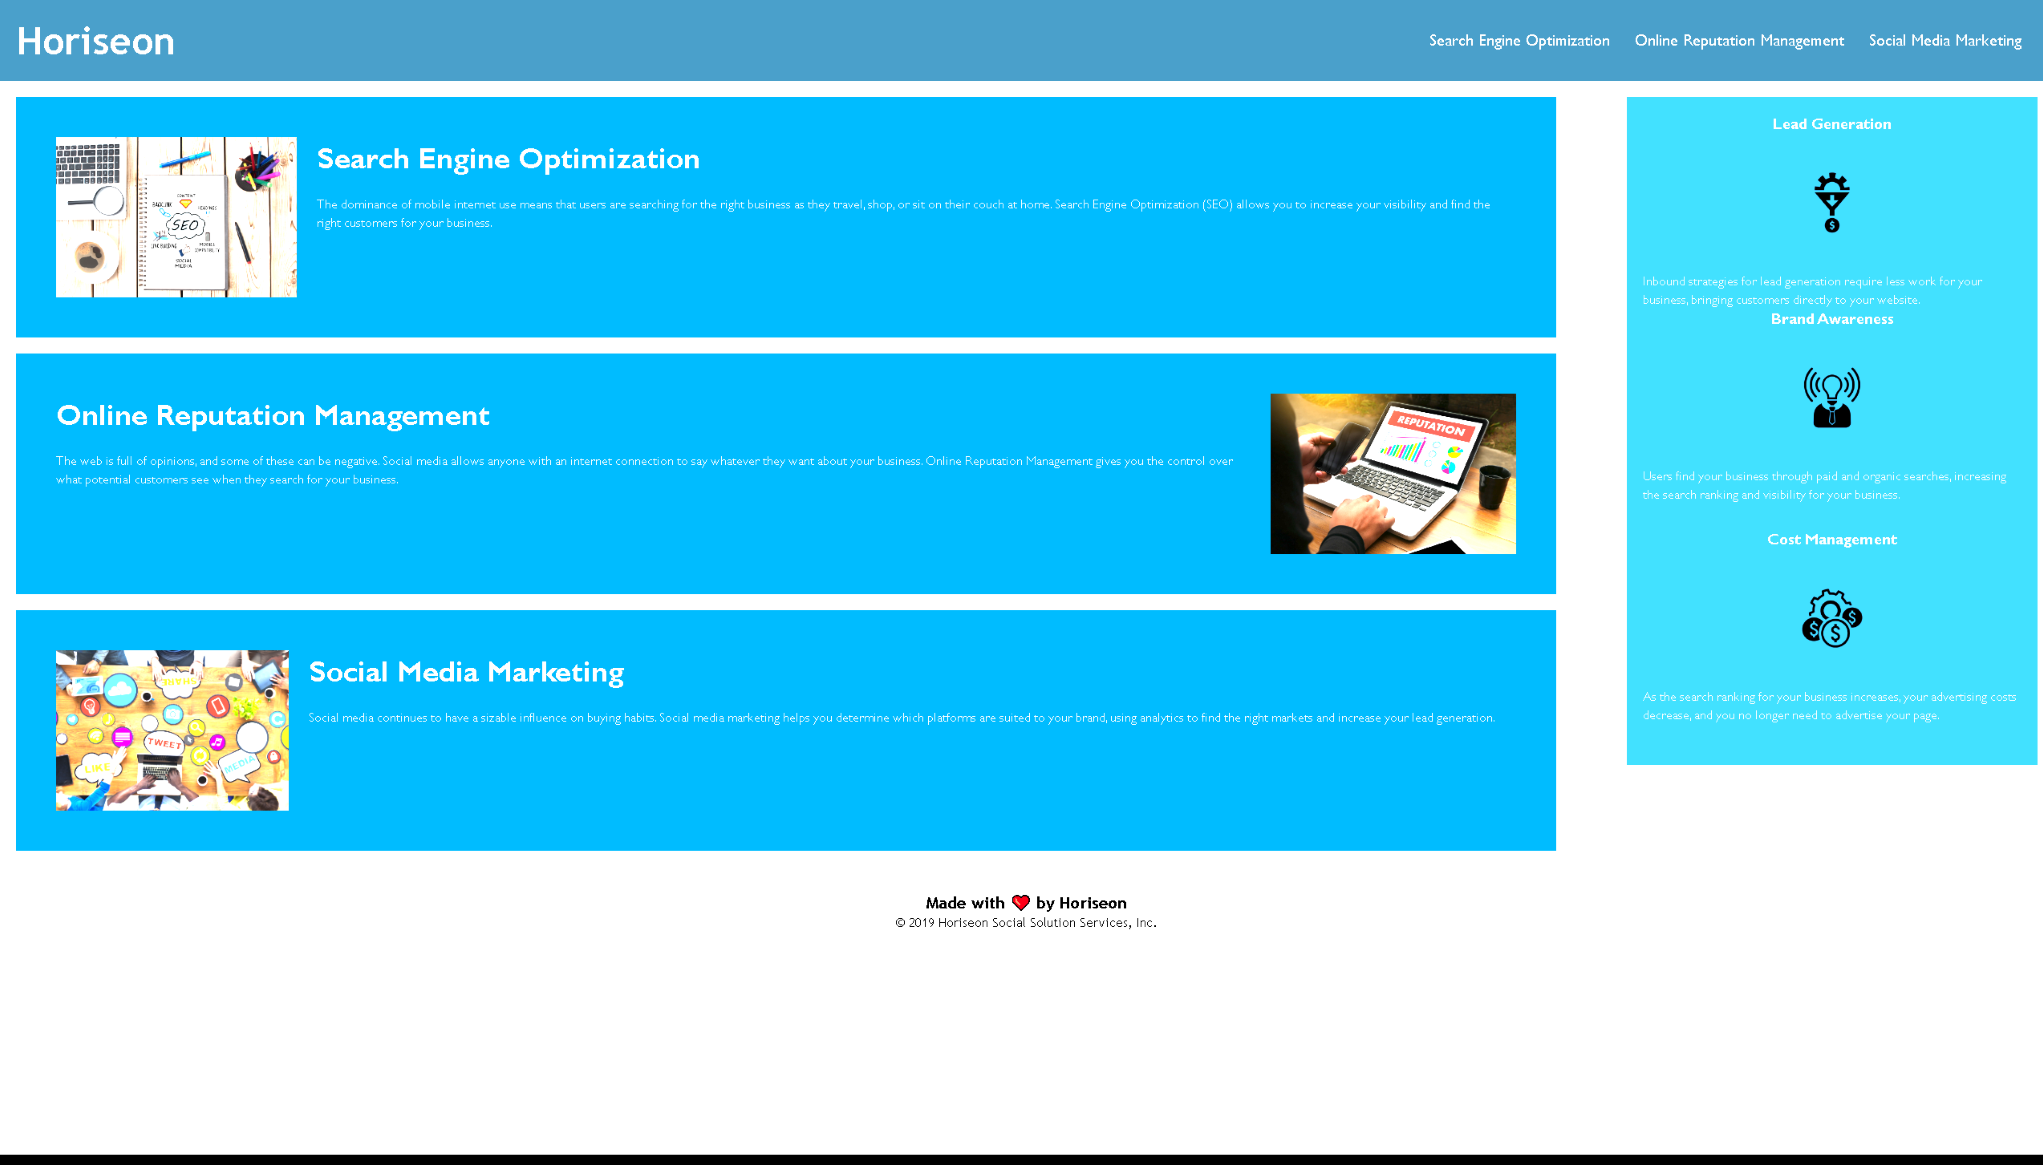 Horiseon
Search Engine Optimization
Online Reputation Management
Social Media Marketing
SEO
SOCIAL
MEDIA
Search Engine Optimization
The dominance of mobile internet use means that users are searching for the right business as they travel, shop, or sit on their couch at home. Search Engine Optimization (SEO) allows you to increase your visibility and find the
right customers for your business.
Online Reputation Management
The web is full of opinions, and some of these can be negative. Social media allows anyone with an internet connection to say whatever they want about your business. Online Reputation Management gives you the control over
what potential customers see when they search for your business.
REPUTATION
SHARE
TWEET
LIKE
MEDIA
Social Media Marketing
Social media continues to have a sizable influence on buying habits. Social media marketing helps you determine which platforms are suited to your brand, using analytics to find the right markets and increase your lead generation.
Lead Generation
Inbound strategies for lead generation require less work for your
business, bringing customers directly to your website.
Brand Awareness
Users find your business through paid and organic searches, increasing
the search ranking and visibility for your business.
Cost Management
As the search ranking for your business increases, your advertising costs
decrease, and you no longer need to advertise your page.
Made with ❤️ by Horiseon
© 2019 Horiseon Social Solution Services, Inc.